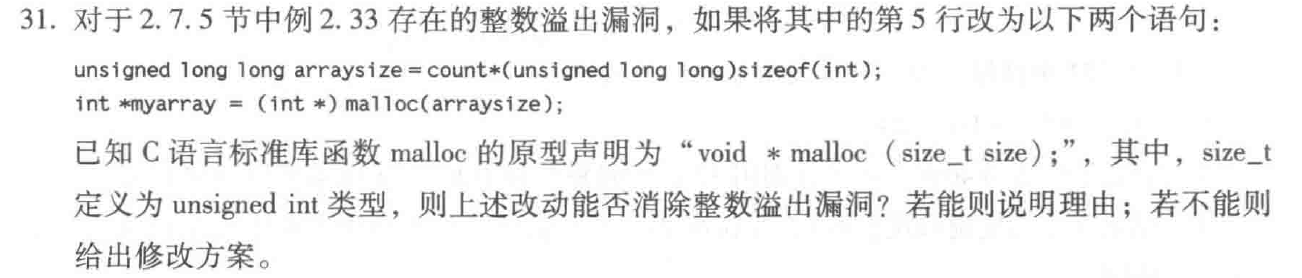 31. 对于 2.7.5 节中例 2.33 存在的整数溢出漏洞，如果将其中的第 5 行改为以下两个语句：
unsigned long long arraysize=count*(unsigned long long)sizeof(int);
int *myarray = (int *) malloc(arraysize);
已知 C 语言标准库函数 malloc 的原型声明为“void *malloc (size_t size);”，其中，size_t
定义为 unsigned int 类型，则上述改动能否消除整数溢出漏洞？若能则说明理由；若不能则
给出修改方案。